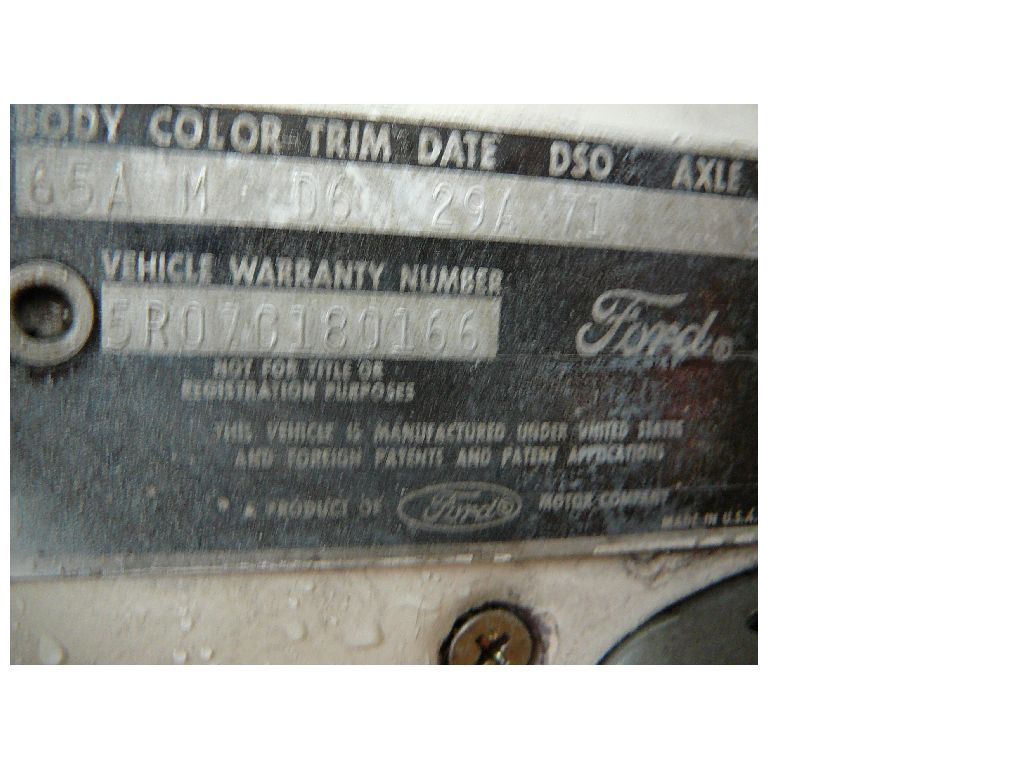 BODY COLOR TRIM DATE DSO AXLE
65A M D6 29A 71
VEHICLE WARRANTY NUMBER
5R07C180166
Ford®
NOT FOR TITLE OR
REGISTRATION PURPOSES
THIS VEHICLE IS MANUFACTURED UNDER UNITED STATES
AND FOREIGN PATENTS AND PATENT APPLICATIONS
A PRODUCT OF Ford® MOTOR COMPANY
MADE IN U.S.A.